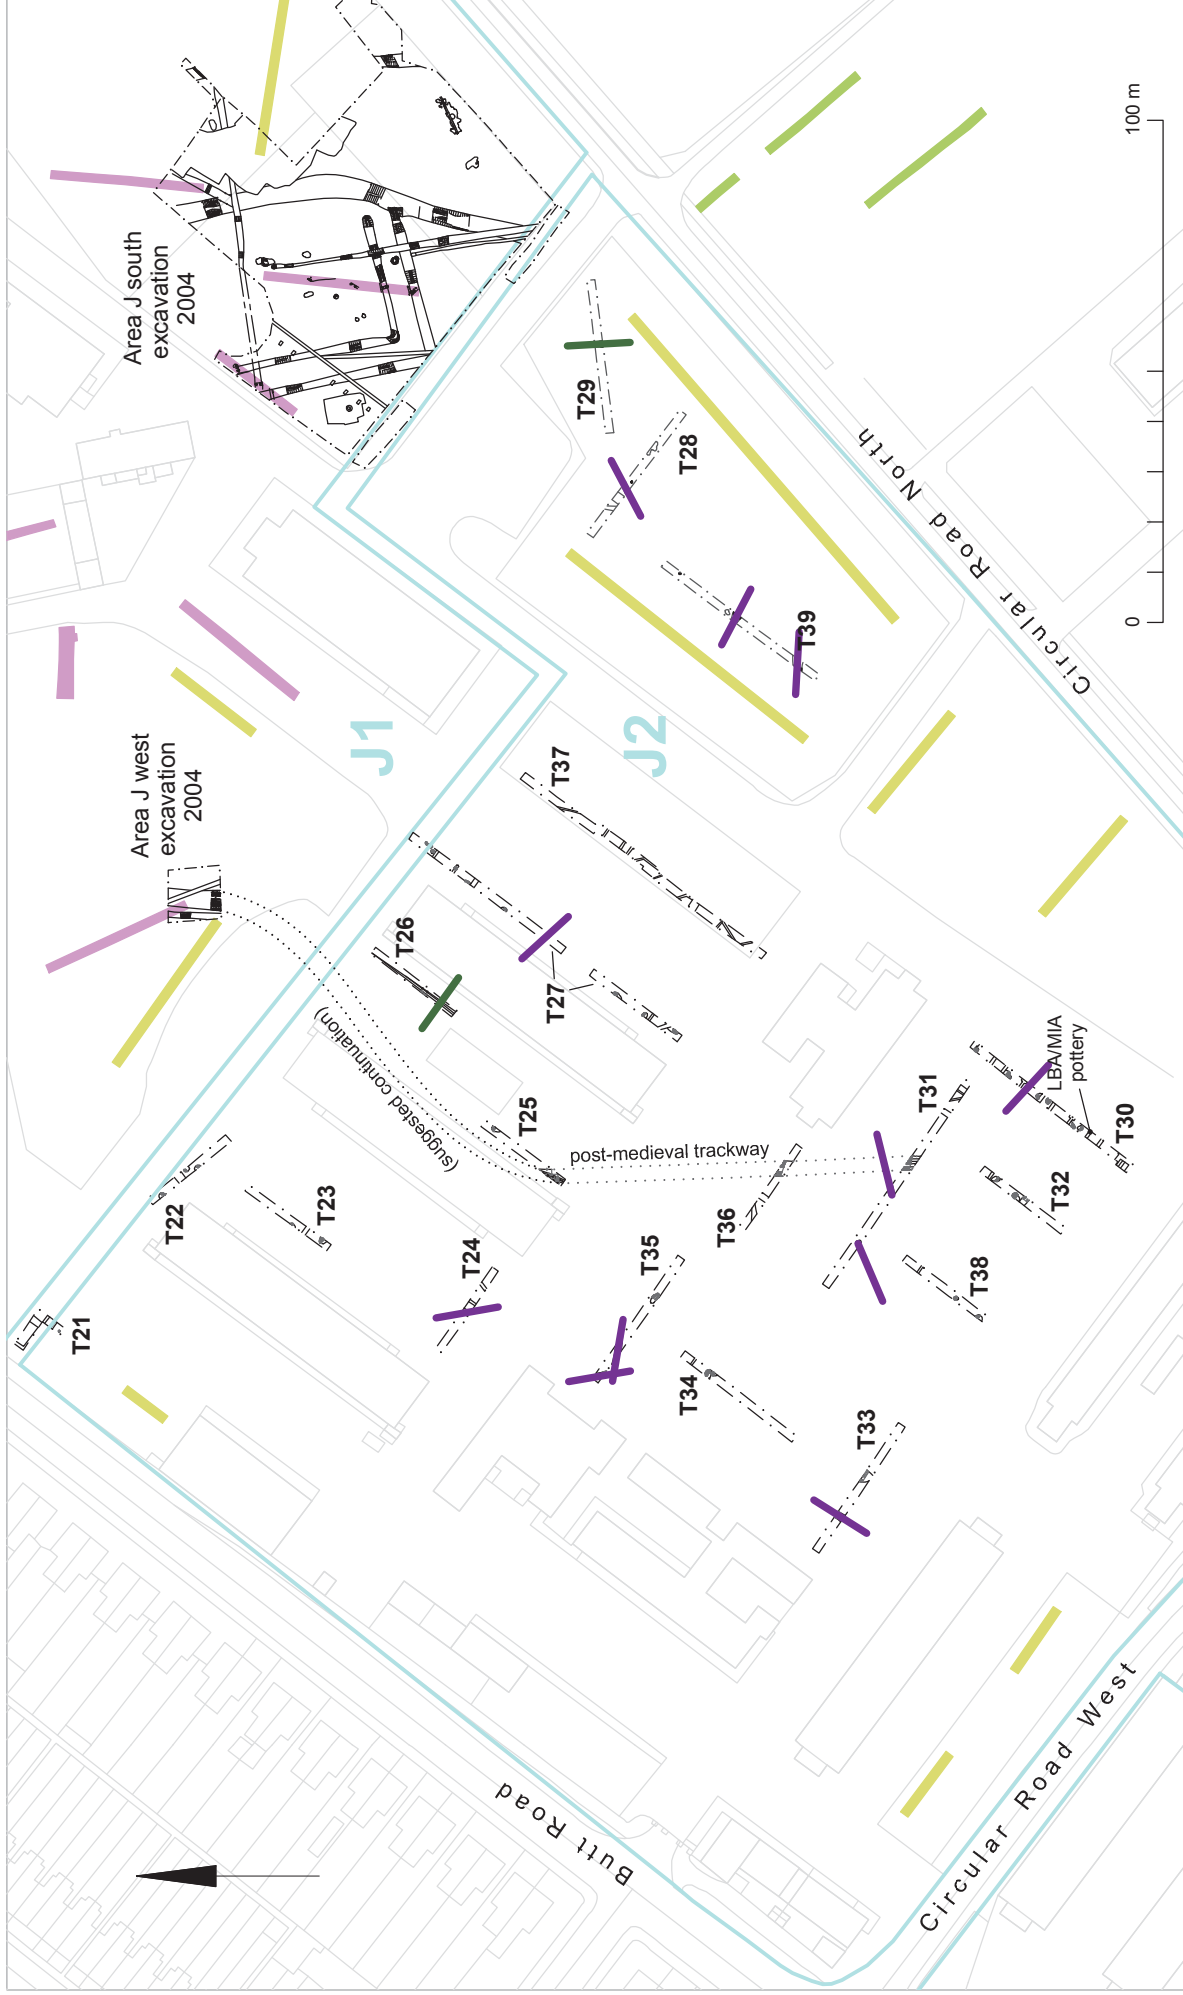 Area J south
excavation
2004
Area J west
excavation
2004
J1
J2
T21
T22
T23
T24
T25
T26
T27
T28
T29
T30
T31
T32
T33
T34
T35
T36
T37
T38
T39
(suggested continuation)
post-medieval trackway
LBA/MIA
pottery
Butt Road
Circular Road West
Circular Road North
0
100 m